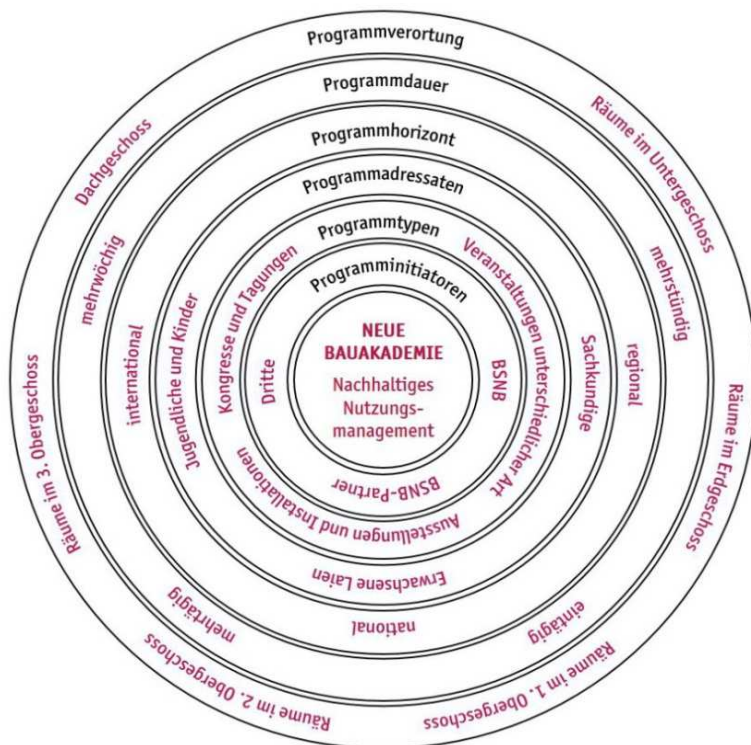 Programmverortung
Räume im Untergeschoss
Räume im Erdgeschoss
Räume im 1. Obergeschoss
Räume im 2. Obergeschoss
Räume im 3. Obergeschoss
Dachgeschoss
Programmdauer
mehrstündig
eintägig
mehrtägig
mehrwöchig
Programmhorizont
regional
national
international
Programmadressaten
Sachkundige
Erwachsene Laien
Jugendliche und Kinder
Programmtypen
Veranstaltungen unterschiedlicher Art
Ausstellungen und Installationen
Kongresse und Tagungen
Programminitiatoren
BSNB
BSNB-Partner
Dritte
NEUE
BAUAKADEMIE
Nachhaltiges
Nutzungs-
management